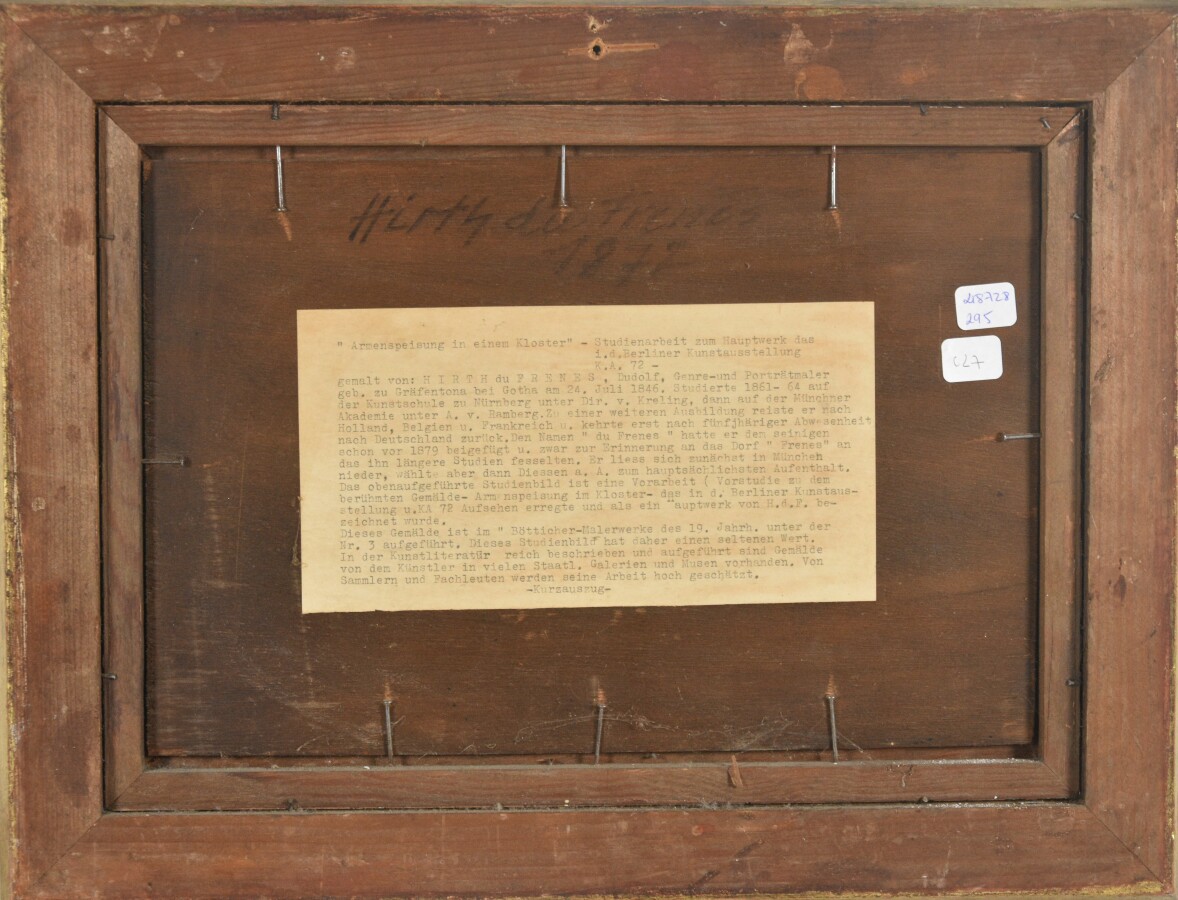 Hirth du Frenes
1872
218728
295
C27
" Armenspeisung in einem Kloster" - Studienarbeit zum Hauptwerk das
i.d.Berliner Kunstausstellung
K.A. 72 -
gemalt von: H I R T H du F R E N E S , Dudolf, Genre-und Porträtmaler
geb. zu Gräfentona bei Gotha am 24. Juli 1846. Studierte 1861- 64 auf
der Kunstschule zu Nürnberg unter Dir. v. Kreling, dann auf der Münchner
Akademie unter A. v. Ramberg.Zu einer weiteren Ausbildung reiste er nach
Holland, Belgien u. Frankreich u. kehrte erst nach fünfjhäriger Abwesenheit
nach Deutschland zurück.Den Namen " du Frenes " hatte er dem seinigen
schon vor 1879 beigefügt u. zwar zur Erinnerung an das Dorf " Frenes" an
das ihn längere Studien fesselten. Er liess sich zunächst in München
nieder, wählte aber dann Diessen a. A. zum hauptsächlichsten Aufenthalt.
Das obenaufgeführte Studienbild ist eine Vorarbeit ( Vorstudie zu dem
berühmten Gemälde- Armenspeisung im Kloster- das in d. Berliner Kunstaus-
stellung u.KA 72 Aufsehen erregte und als ein "auptwerk von H.d.F. be-
zeichnet wurde.
Dieses Gemälde ist im " Bötticher-Malerwerke des 19. Jahrh. unter der
Nr. 3 aufgeführt. Dieses Studienbild hat daher einen seltenen Wert.
In der Kunstliteratür reich beschrieben und aufgeführt sind Gemälde
von dem Künstler in vielen Staatl. Galerien und Musen vorhanden. Von
Sammlern und Fachleuten werden seine Arbeit hoch geschätzt.
-Kurzauszug-